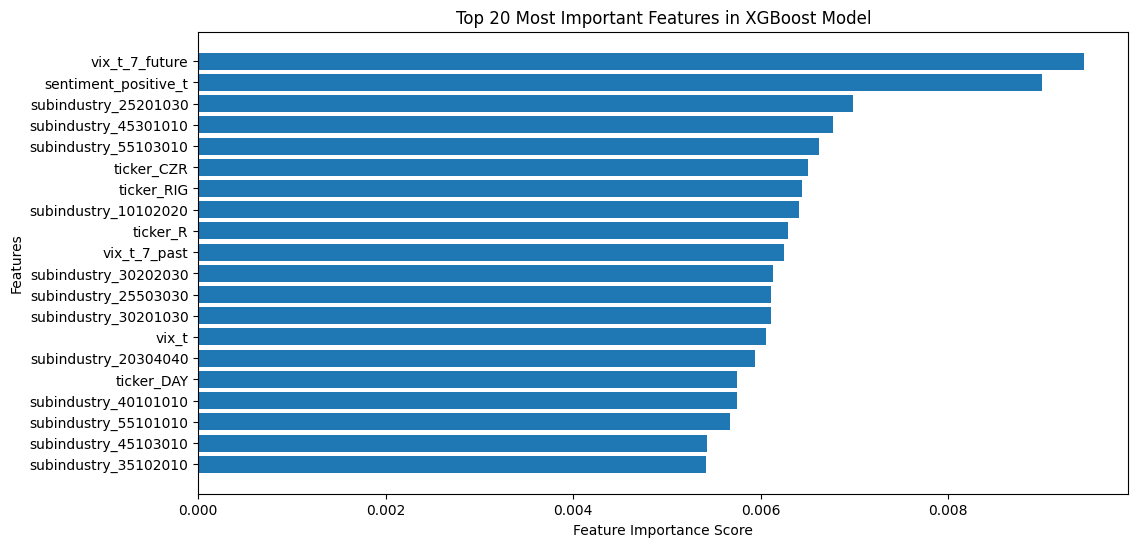 Top 20 Most Important Features in XGBoost Model
Features
vix_t_7_future
sentiment_positive_t
subindustry_25201030
subindustry_45301010
subindustry_55103010
ticker_CZR
ticker_RIG
subindustry_10102020
ticker_R
vix_t_7_past
subindustry_30202030
subindustry_25503030
subindustry_30201030
vix_t
subindustry_20304040
ticker_DAY
subindustry_40101010
subindustry_55101010
subindustry_45103010
subindustry_35102010
0.000 0.002 0.004 0.006 0.008
Feature Importance Score